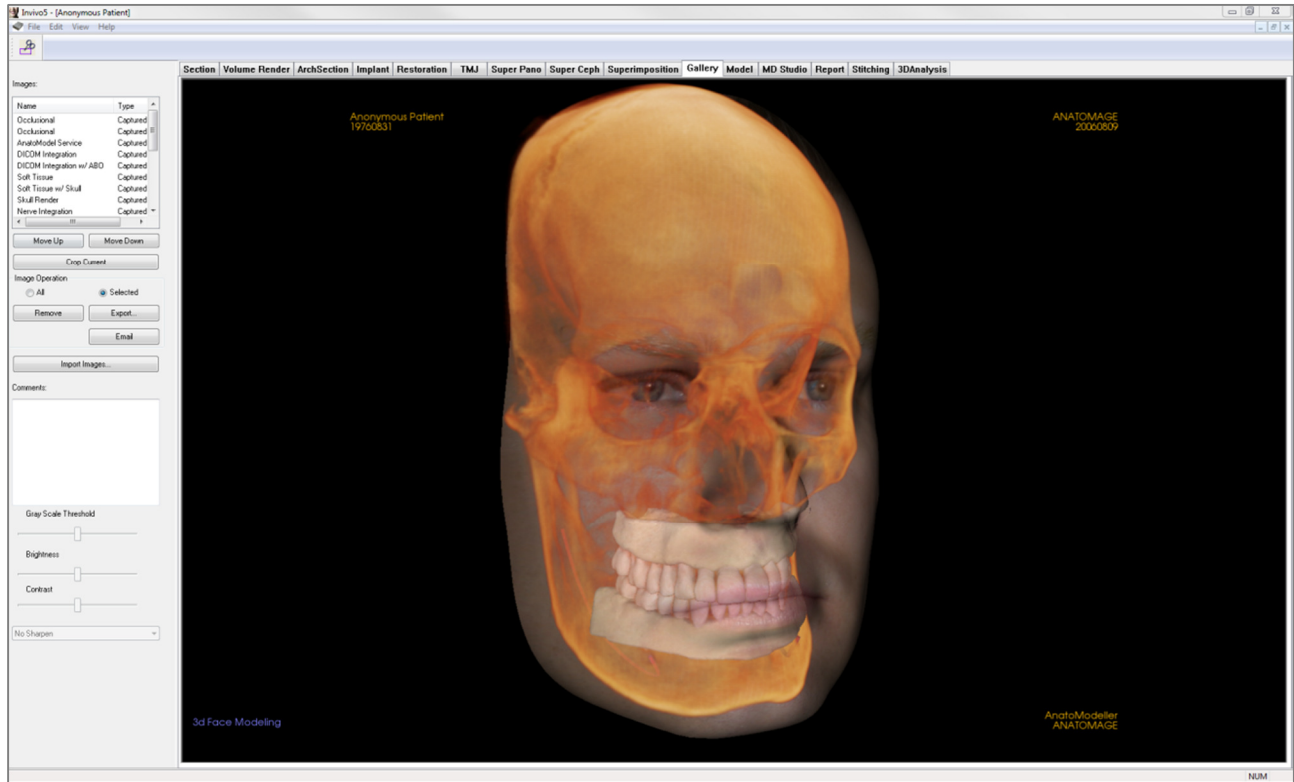 Invivo5 - [Anonymous Patient]
File Edit View Help
Section Volume Render ArchSection Implant Restoration TMJ Super Pano Super Ceph Superimposition Gallery Model MD Studio Report Stitching 3DAnalysis
Images:
Name Type
Occlusional Captured
Occlusional Captured
AnatoModel Service Captured
DICOM Integration Captured
DICOM Integration w/ ABO Captured
Soft Tissue Captured
Soft Tissue w/ Skull Captured
Skull Render Captured
Nerve Integration Captured
Move Up Move Down
Crop Current
Image Operation
All Selected
Remove Export...
Email
Import Images...
Comments:
Gray Scale Threshold
Brightness
Contrast
No Sharpen
Anonymous Patient
19760831
ANATOMAGE
20060809
3d Face Modeling
AnatoModeller
ANATOMAGE
NUM